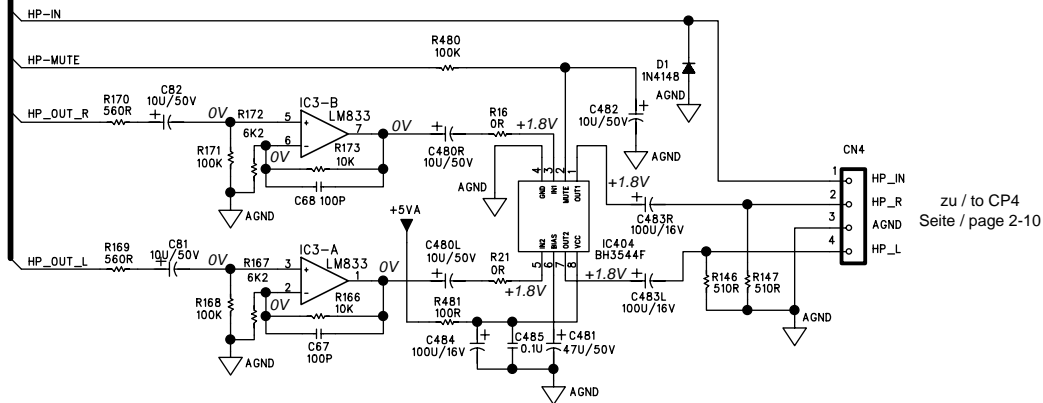 HP-IN
HP-MUTE
R480
100K
D1
1N4148
AGND
C482
10U/50V
AGND
HP_OUT_R
R170
560R
C82
10U/50V
0V
R172
6K2
R171
100K
AGND
IC3-B
LM833
5
6
7
+
-
0V
R173
10K
C68 100P
0V
C480R
10U/50V
R16
0R
+1.8V
AGND
4
3
2
1
GND
IN1
MUTE
OUT1
IN2
BIAS
OUT2
VCC
5
6
7
8
IC404
BH3544F
+1.8V
C483R
100U/16V
CN4
1
HP_IN
2
HP_R
3
AGND
4
HP_L
zu / to CP4
Seite / page 2-10
HP_OUT_L
R169
560R
C81
10U/50V
0V
R167
6K2
R168
100K
AGND
IC3-A
LM833
3
2
1
+
-
0V
R166
10K
C67
100P
0V
+5VA
C480L
10U/50V
R21
0R
+1.8V
R481
100R
C484
100U/16V
C485
0.1U
C481
47U/50V
AGND
+1.8V
C483L
100U/16V
R146
510R
R147
510R
AGND